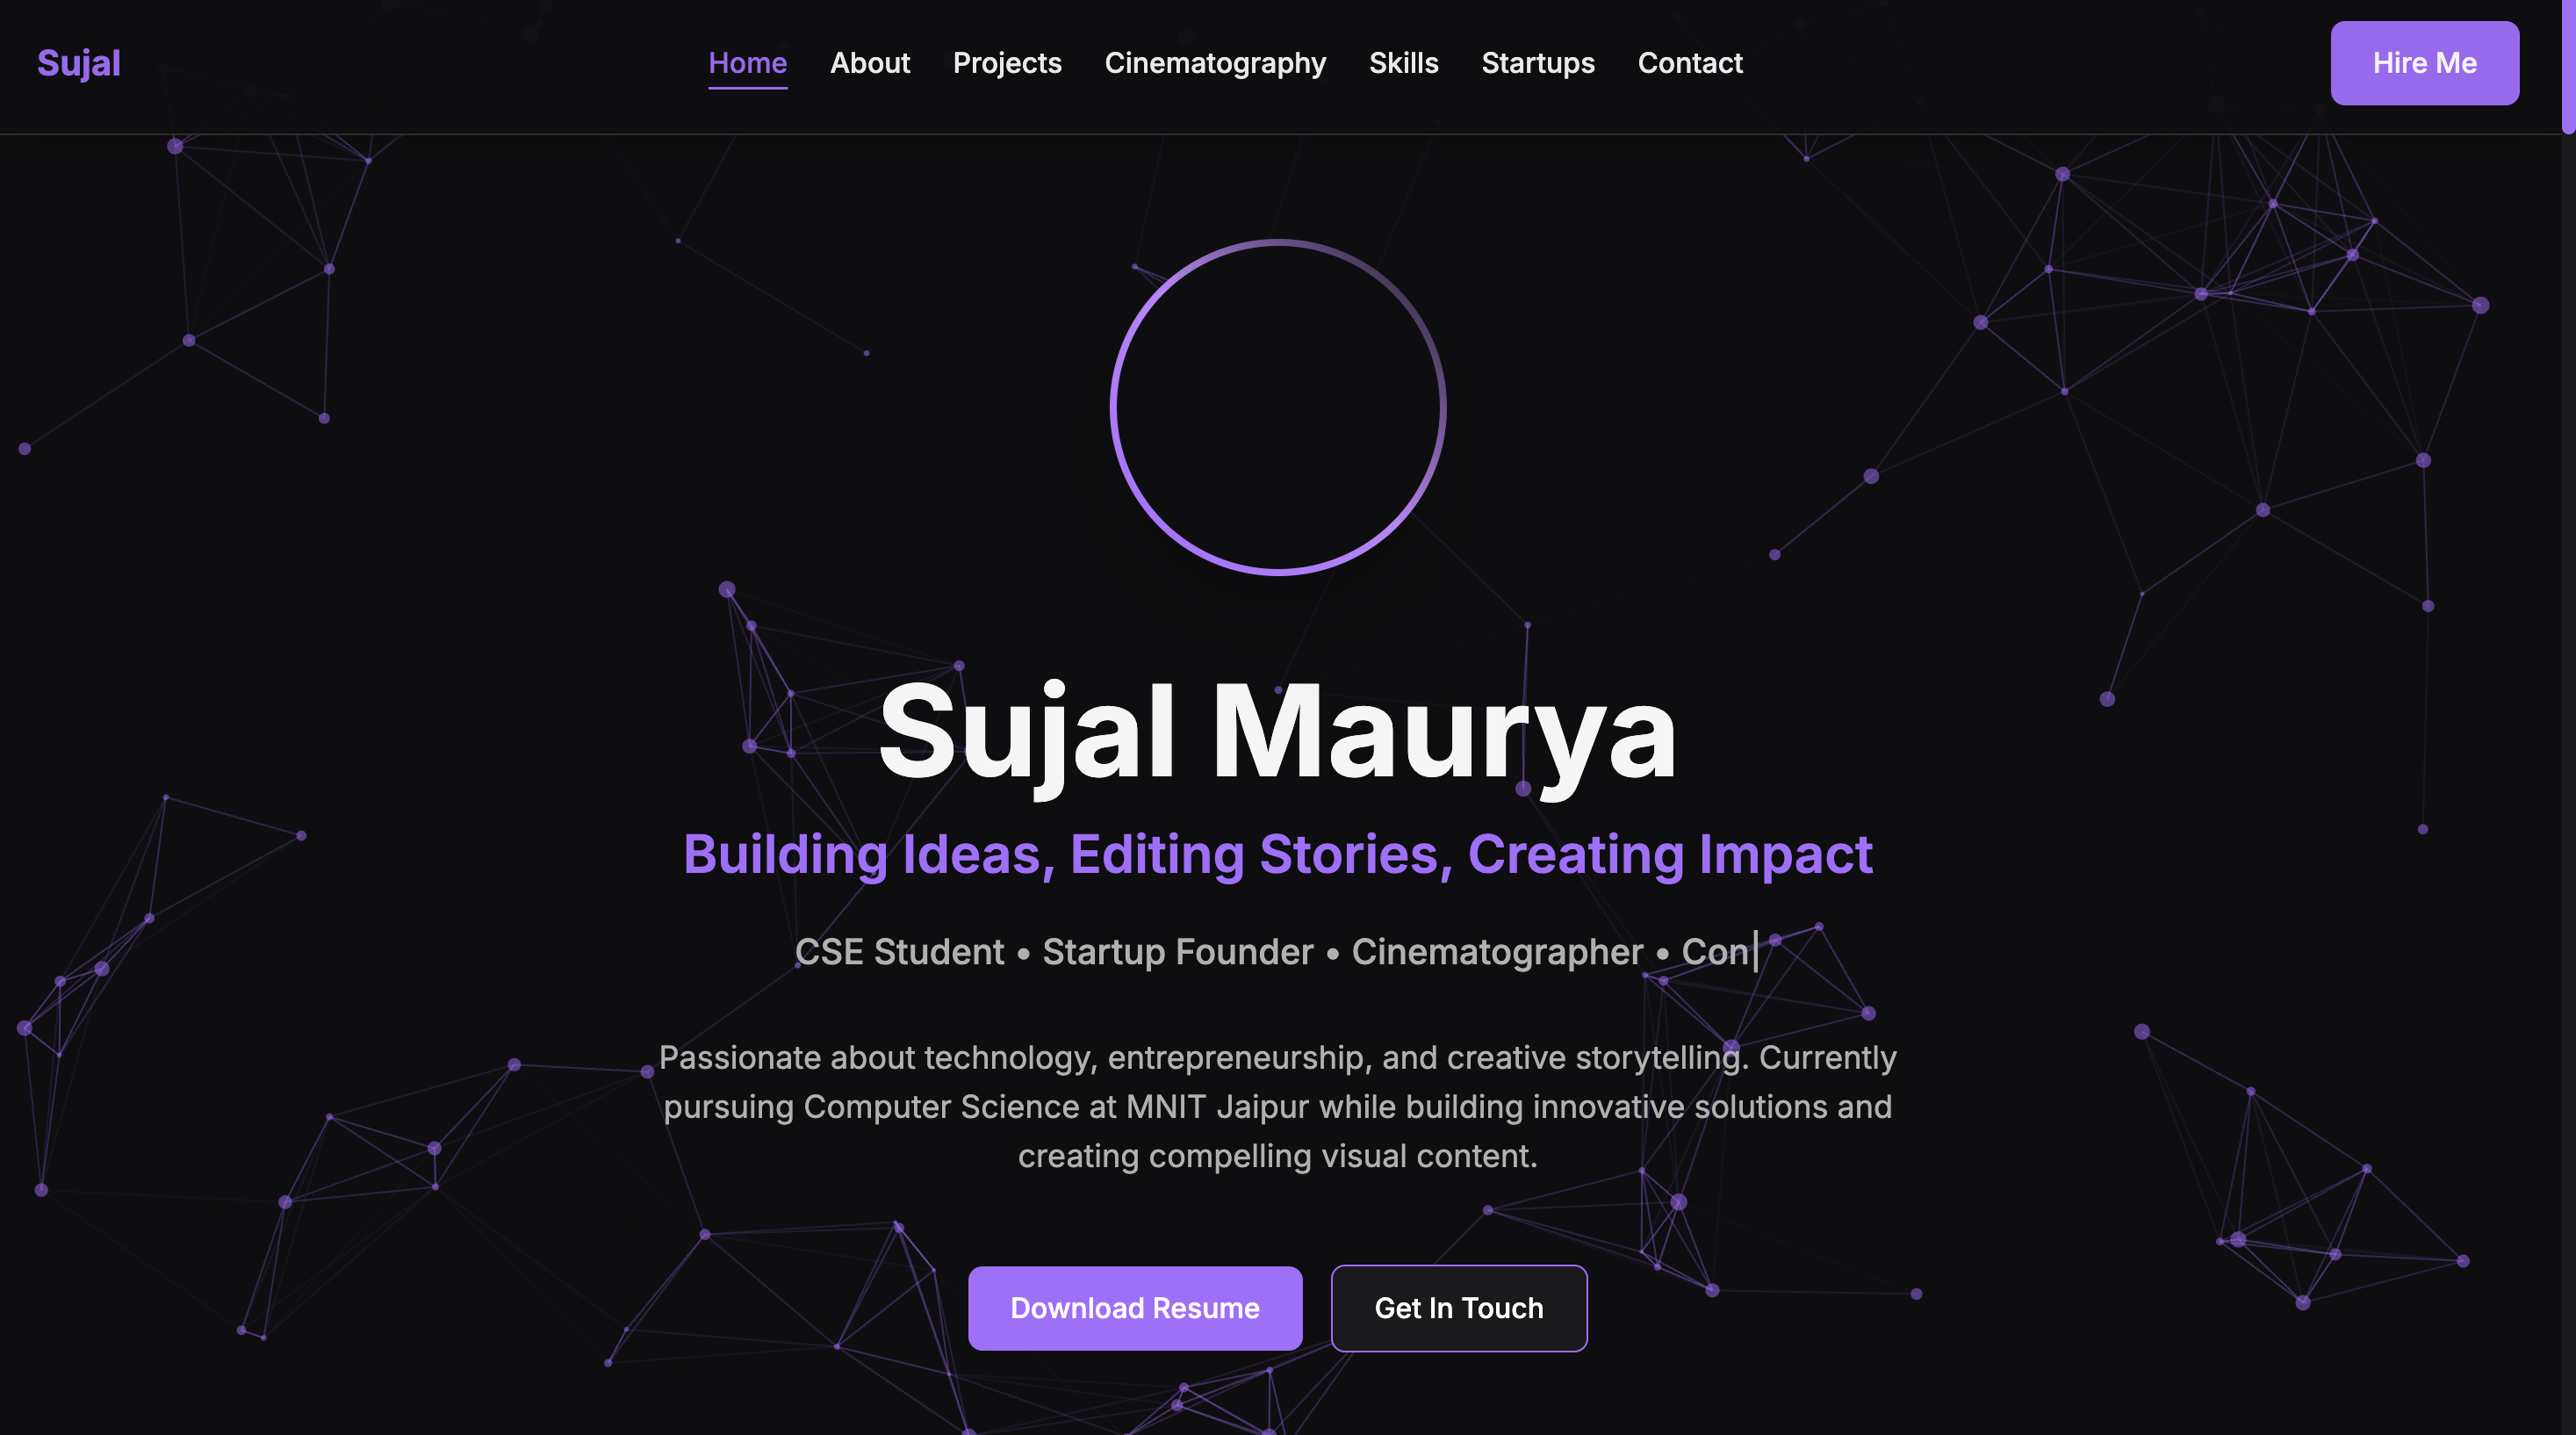 Sujal
Home About Projects Cinematography Skills Startups Contact
Hire Me
Sujal Maurya
Building Ideas, Editing Stories, Creating Impact
CSE Student • Startup Founder • Cinematographer • Con|
Passionate about technology, entrepreneurship, and creative storytelling. Currently
pursuing Computer Science at MNIT Jaipur while building innovative solutions and
creating compelling visual content.
Download Resume
Get In Touch